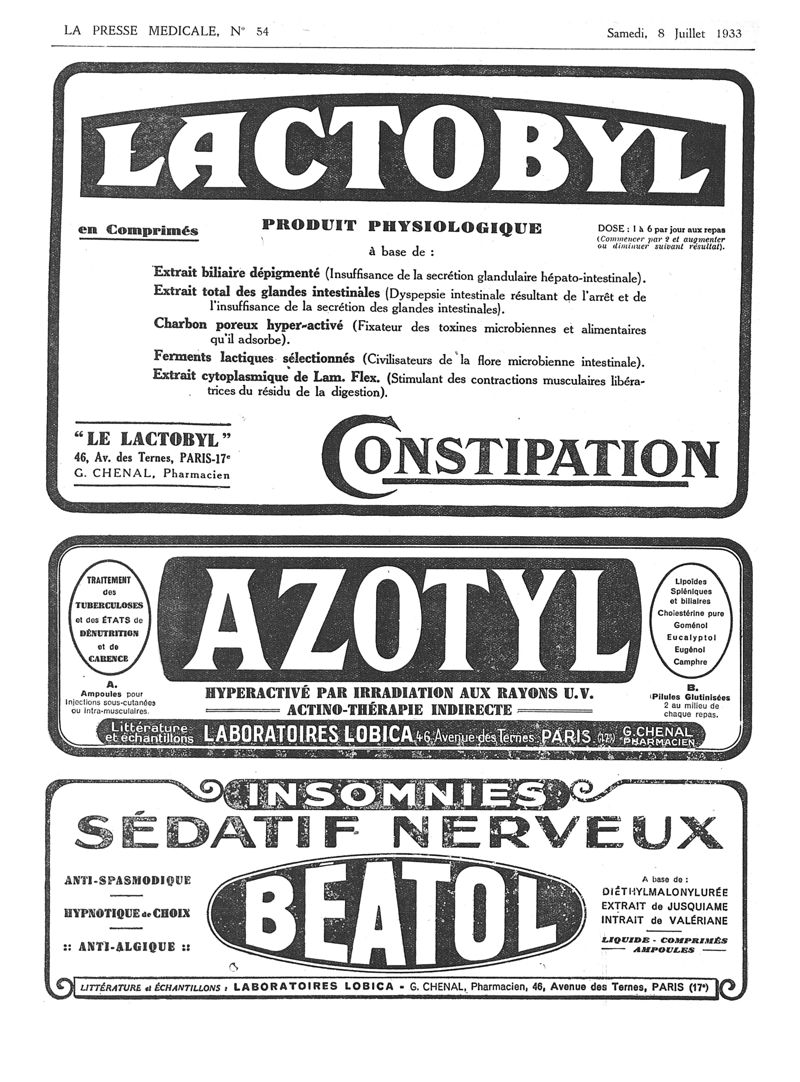 LA PRESSE MEDICALE, N° 54
Samedi, 8 Juillet 1933
LACTOBYL
en Comprimés
PRODUIT PHYSIOLOGIQUE
à base de :
DOSE : 1 à 6 par jour aux repas
(Commencer par 2 et augmenter
ou diminuer suivant résultat).
Extrait biliaire dépigmenté (Insuffisance de la secrétion glandulaire hépato-intestinale).
Extrait total des glandes intestinales (Dyspepsie intestinale résultant de l'arrêt et de
l'insuffisance de la secrétion des glandes intestinales).
Charbon poreux hyper-activé (Fixateur des toxines microbiennes et alimentaires
qu'il adsorbe).
Ferments lactiques sélectionnés (Civilisateurs de la flore microbienne intestinale).
Extrait cytoplasmique de Lam. Flex. (Stimulant des contractions musculaires libéra-
trices du résidu de la digestion).
"LE LACTOBYL"
46, Av. des Ternes, PARIS-17e
G. CHENAL, Pharmacien
CONSTIPATION
TRAITEMENT
des
TUBERCULOSES
et des ÉTATS de
DÉNUTRITION
et de
CARENCE
A.
Ampoules pour
Injections sous-cutanées
ou intra-musculaires.
AZOTYL
HYPERACTIVÉ PAR IRRADIATION AUX RAYONS U.V.
ACTINO-THÉRAPIE INDIRECTE
Lipoïdes
Spléniques
et biliaires
Cholestérine pure
Goménol
Eucalyptol
Eugénol
Camphre
B.
Pilules Glutinisées
2 au milieu de
chaque repas.
Littérature
et échantillons
LABORATOIRES LOBICA 46, Avenue des Ternes PARIS (17e)
G. CHENAL
PHARMACIEN
INSOMNIES
SÉDATIF NERVEUX
ANTI-SPASMODIQUE
HYPNOTIQUE de CHOIX
:: ANTI-ALGIQUE ::
BÉATOL
A base de :
DIÉTHYLMALONYLURÉE
EXTRAIT de JUSQUIAME
INTRAIT de VALÉRIANE
LIQUIDE - COMPRIMÉS
AMPOULES
LITTÉRATURE et ÉCHANTILLONS : LABORATOIRES LOBICA - G. CHENAL, Pharmacien, 46, Avenue des Ternes, PARIS (17e)